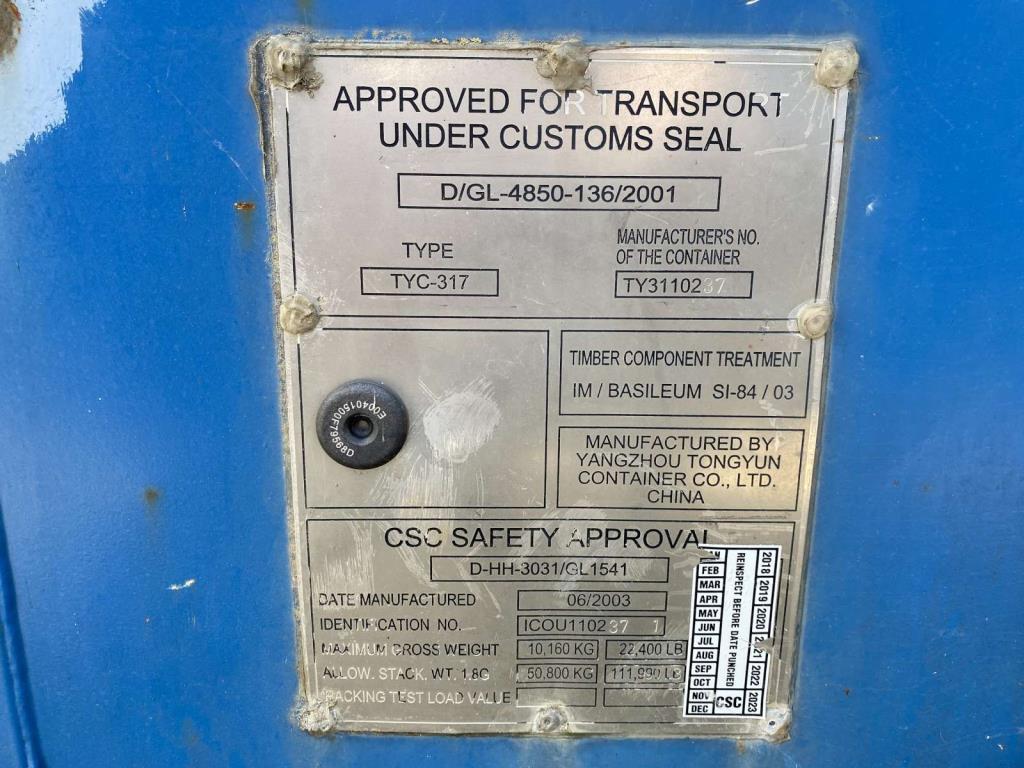 APPROVED FOR TRANSPORT
UNDER CUSTOMS SEAL
D/GL-4850-136/2001
TYPE
TYC-317
MANUFACTURER'S NO.
OF THE CONTAINER
TY3110237
TIMBER COMPONENT TREATMENT
IM / BASILEUM SI-84 / 03
E00401500F79568D
MANUFACTURED BY
YANGZHOU TONGYUN
CONTAINER CO., LTD.
CHINA
CSC SAFETY APPROVAL
D-HH-3031/GL1541
DATE MANUFACTURED 06/2003
IDENTIFICATION NO. ICOU110237 1
MAXIMUM GROSS WEIGHT 10,160 KG 22,400 LB
ALLOW. STACK. WT. 1.8G 50,800 KG 111,990 LB
RACKING TEST LOAD VALUE
FEB
MAR
APR
MAY
JUN
JUL
AUG
SEP
OCT
NOV
DEC
REINSPECT BEFORE DATE PUNCHED
CSC
2018 2019 2020 2021 2022 2023